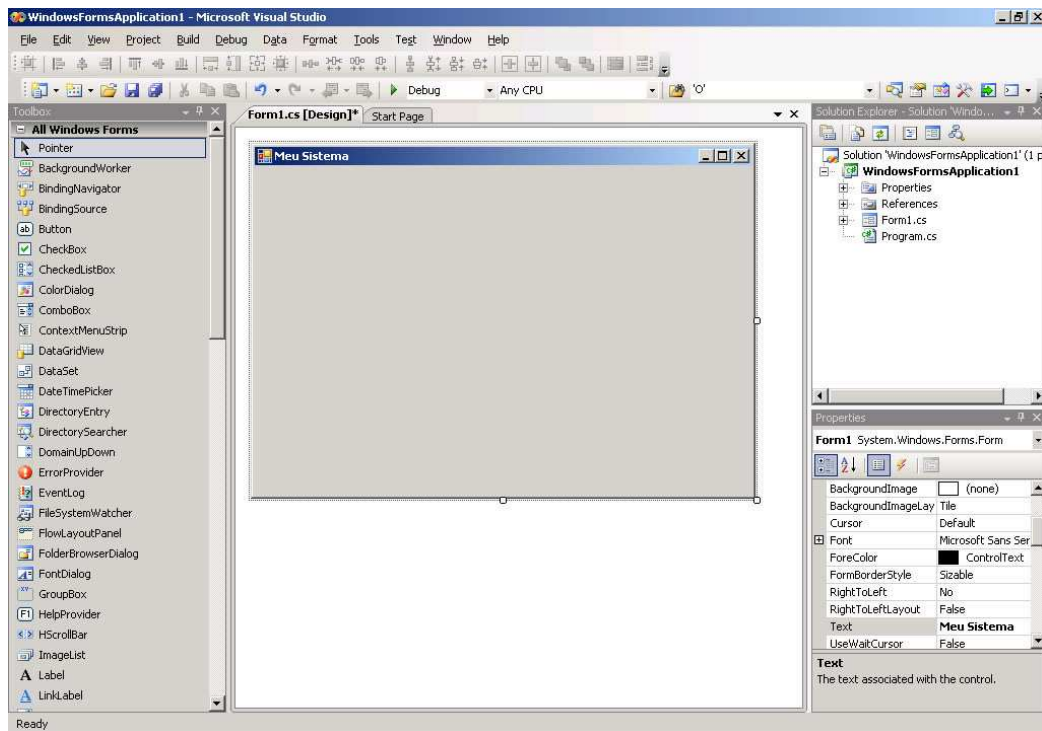 WindowsFormsApplication1 - Microsoft Visual Studio
File Edit View Project Build Debug Data Format Tools Test Window Help
Debug Any CPU 'O'
Toolbox
All Windows Forms
Pointer
BackgroundWorker
BindingNavigator
BindingSource
ab Button
CheckBox
CheckedListBox
ColorDialog
ComboBox
ContextMenuStrip
DataGridView
DataSet
DateTimePicker
DirectoryEntry
DirectorySearcher
DomainUpDown
ErrorProvider
EventLog
FileSystemWatcher
FlowLayoutPanel
FolderBrowserDialog
FontDialog
GroupBox
HelpProvider
HScrollBar
ImageList
A Label
A LinkLabel
Form1.cs [Design]* Start Page
Meu Sistema
Solution Explorer - Solution 'Windo...
Solution 'WindowsFormsApplication1' (1 p
WindowsFormsApplication1
Properties
References
Form1.cs
Program.cs
Properties
Form1 System.Windows.Forms.Form
BackgroundImage (none)
BackgroundImageLay Tile
Cursor Default
Font Microsoft Sans Ser
ForeColor ControlText
FormBorderStyle Sizable
RightToLeft No
RightToLeftLayout False
Text Meu Sistema
UseWaitCursor False
Text
The text associated with the control.
Ready